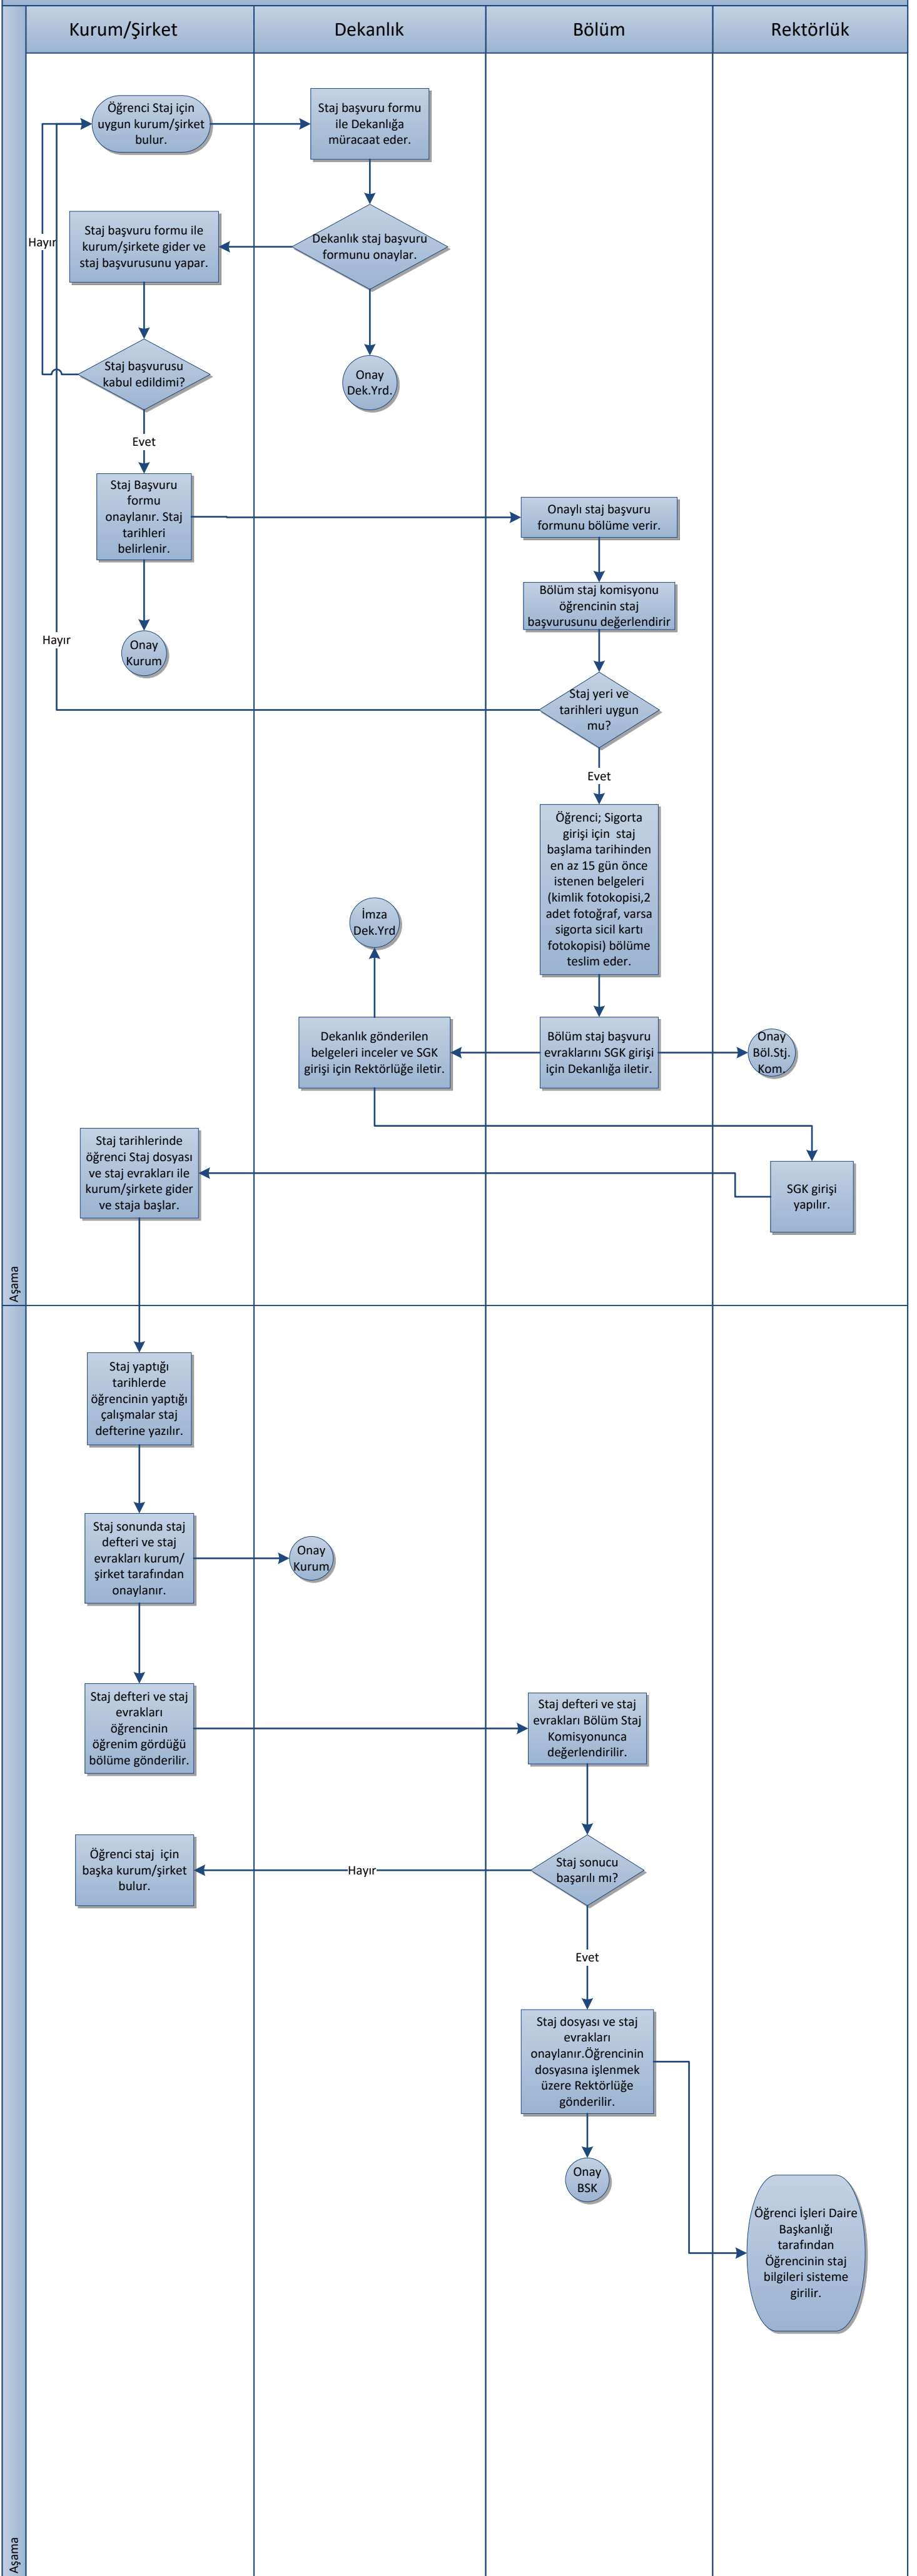 Kurum/Şirket
Dekanlık
Bölüm
Rektörlük
Öğrenci Staj için
uygun kurum/şirket
bulur.
Staj başvuru formu
ile Dekanlığa
müracaat eder.
Staj başvuru formu ile
kurum/şirkete gider ve
staj başvurusunu yapar.
Dekanlık staj başvuru
formunu onaylar.
Hayır
Staj başvurusu
kabul edildimi?
Onay
Dek.Yrd.
Evet
Staj Başvuru
formu
onaylanır. Staj
tarihleri
belirlenir.
Onaylı staj başvuru
formunu bölüme verir.
Bölüm staj komisyonu
öğrencinin staj
başvurusunu değerlendirir
Hayır
Onay
Kurum
Staj yeri ve
tarihleri uygun
mu?
Evet
Öğrenci; Sigorta
girişi için  staj
başlama tarihinden
en az 15 gün önce
istenen belgeleri
(kimlik fotokopisi,2
adet fotoğraf, varsa
sigorta sicil kartı
fotokopisi) bölüme
teslim eder.
İmza
Dek.Yrd
Dekanlık gönderilen
belgeleri inceler ve SGK
girişi için Rektörlüğe iletir.
Bölüm staj başvuru
evraklarını SGK girişi
için Dekanlığa iletir.
Onay
Böl.Stj.
Kom.
Staj tarihlerinde
öğrenci Staj dosyası
ve staj evrakları ile
kurum/şirkete gider
ve staja başlar.
SGK girişi
yapılır.
Aşama
Staj yaptığı
tarihlerde
öğrencinin yaptığı
çalışmalar staj
defterine yazılır.
Staj sonunda staj
defteri ve staj
evrakları kurum/
şirket tarafından
onaylanır.
Onay
Kurum
Staj defteri ve staj
evrakları
öğrencinin
öğrenim gördüğü
bölüme gönderilir.
Staj defteri ve staj
evrakları Bölüm Staj
Komisyonunca
değerlendirilir.
Öğrenci staj  için
başka kurum/şirket
bulur.
Hayır
Staj sonucu
başarılı mı?
Evet
Staj dosyası ve staj
evrakları
onaylanır.Öğrencinin
dosyasına işlenmek
üzere Rektörlüğe
gönderilir.
Onay
BSK
Öğrenci İşleri Daire
Başkanlığı
tarafından
Öğrencinin staj
bilgileri sisteme
girilir.
Aşama